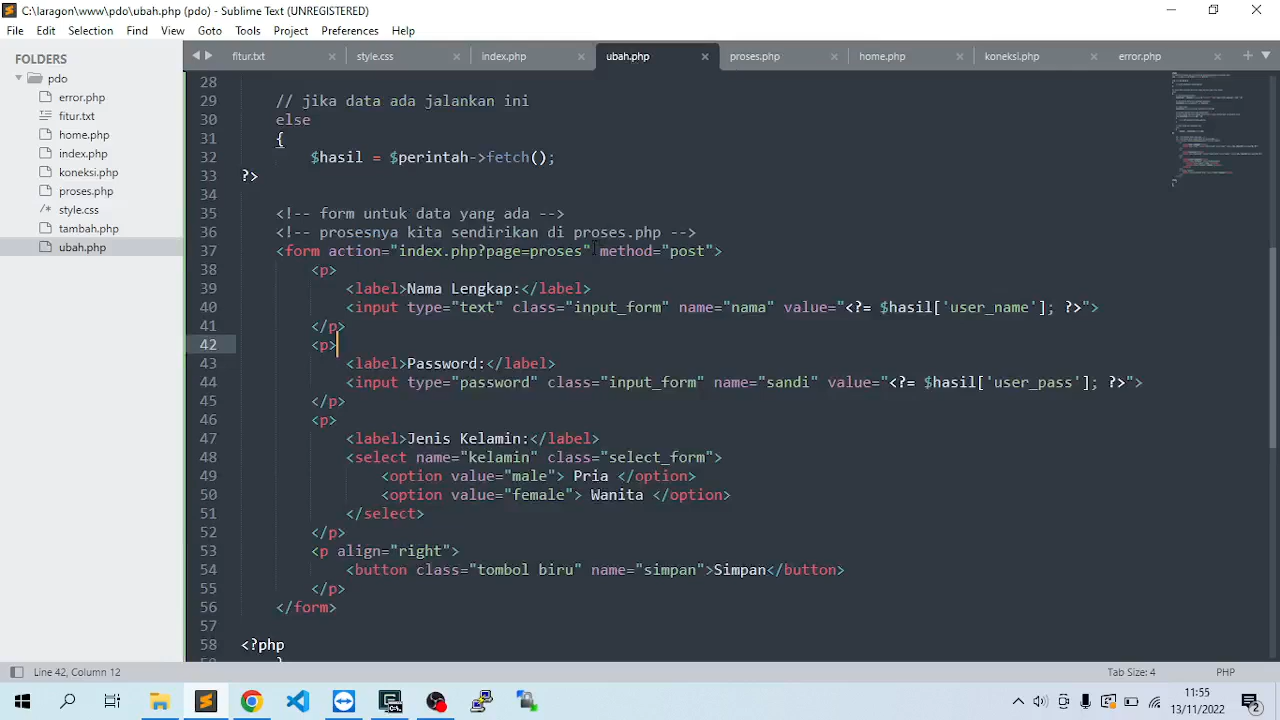 C:\laragon\www\pdo\ubah.php (pdo) - Sublime Text (UNREGISTERED)
File Edit Selection Find View Goto Tools Project Preferences Help
FOLDERS
pdo
error.php
fitur.txt
home.php
index.php
koneksi.php
proses.php
style.css
tambah.php
ubah.php
fitur.txt style.css index.php ubah.php proses.php home.php koneksi.php error.php
28
29 // jika data ada jalankan ini
30 else
31 {
32 $hasil = $perintah->fetch();
33 ?>
34
35 <!-- form untuk data yang ada -->
36 <!-- prosesnya kita sendirikan di proses.php -->
37 <form action="index.php?page=proses" method="post">
38 <p>
39 <label>Nama Lengkap:</label>
40 <input type="text" class="input_form" name="nama" value="<?= $hasil['user_name']; ?>">
41 </p>
42 <p>
43 <label>Password:</label>
44 <input type="password" class="input_form" name="sandi" value="<?= $hasil['user_pass']; ?>">
45 </p>
46 <p>
47 <label>Jenis Kelamin:</label>
48 <select name="kelamin" class="select_form">
49 <option value="male"> Pria </option>
50 <option value="female"> Wanita </option>
51 </select>
52 </p>
53 <p align="right">
54 <button class="tombol biru" name="simpan">Simpan</button>
55 </p>
56 </form>
57
58 <?php
Line 42, Column 12
Tab Size: 4
PHP
11:55
13/11/2022
2